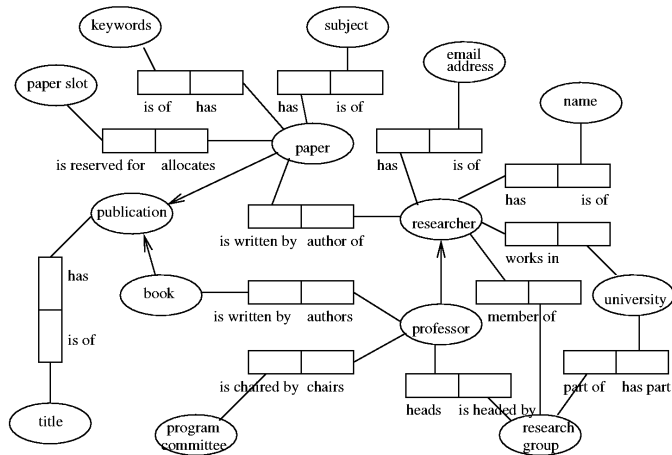 keywords
subject
email
address
paper slot
is of has
has is of
name
is reserved for allocates
paper
has is of
publication
researcher
has is of
is written by author of
works in
has
book
member of
university
is written by authors
professor
is of
is chaired by chairs
part of has part
heads is headed by
title
program
committee
research
group